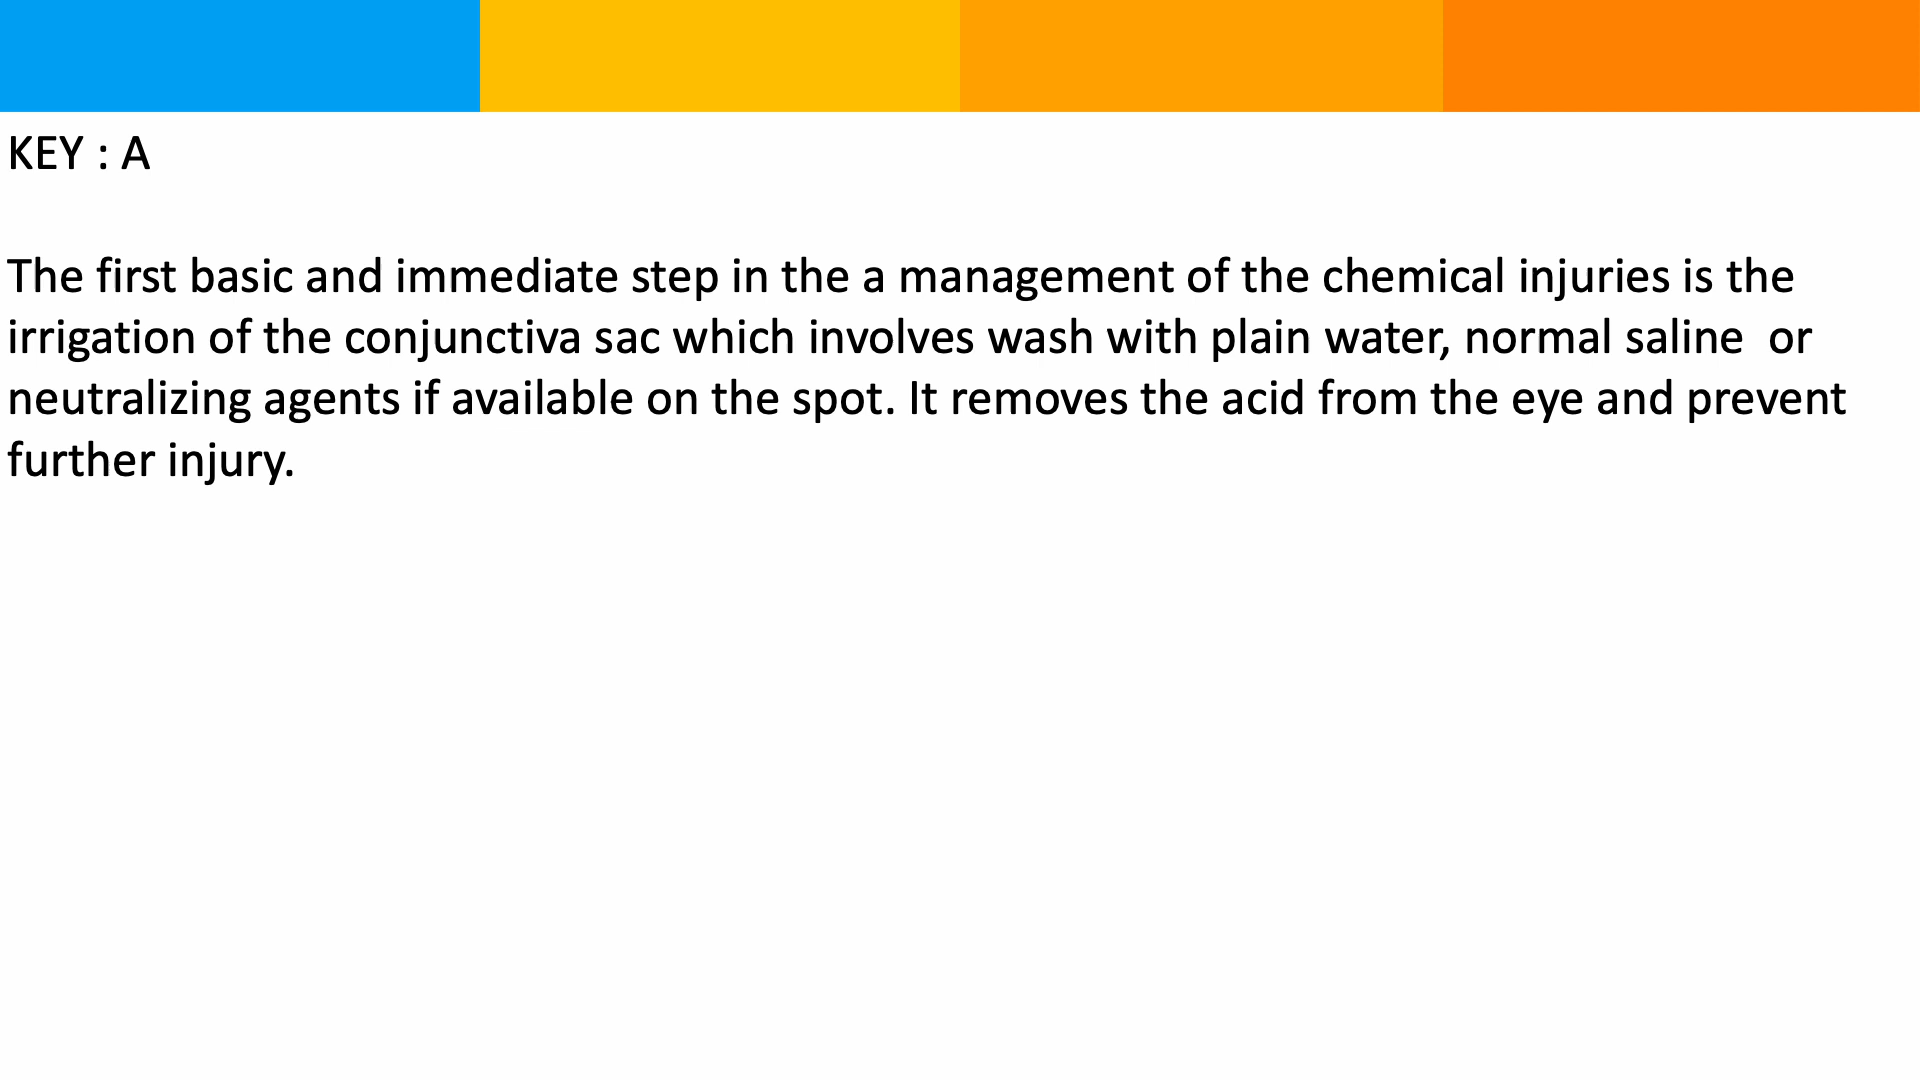 KEY : A
The first basic and immediate step in the a management of the chemical injuries is the
irrigation of the conjunctiva sac which involves wash with plain water, normal saline  or
neutralizing agents if available on the spot. It removes the acid from the eye and prevent
further injury.